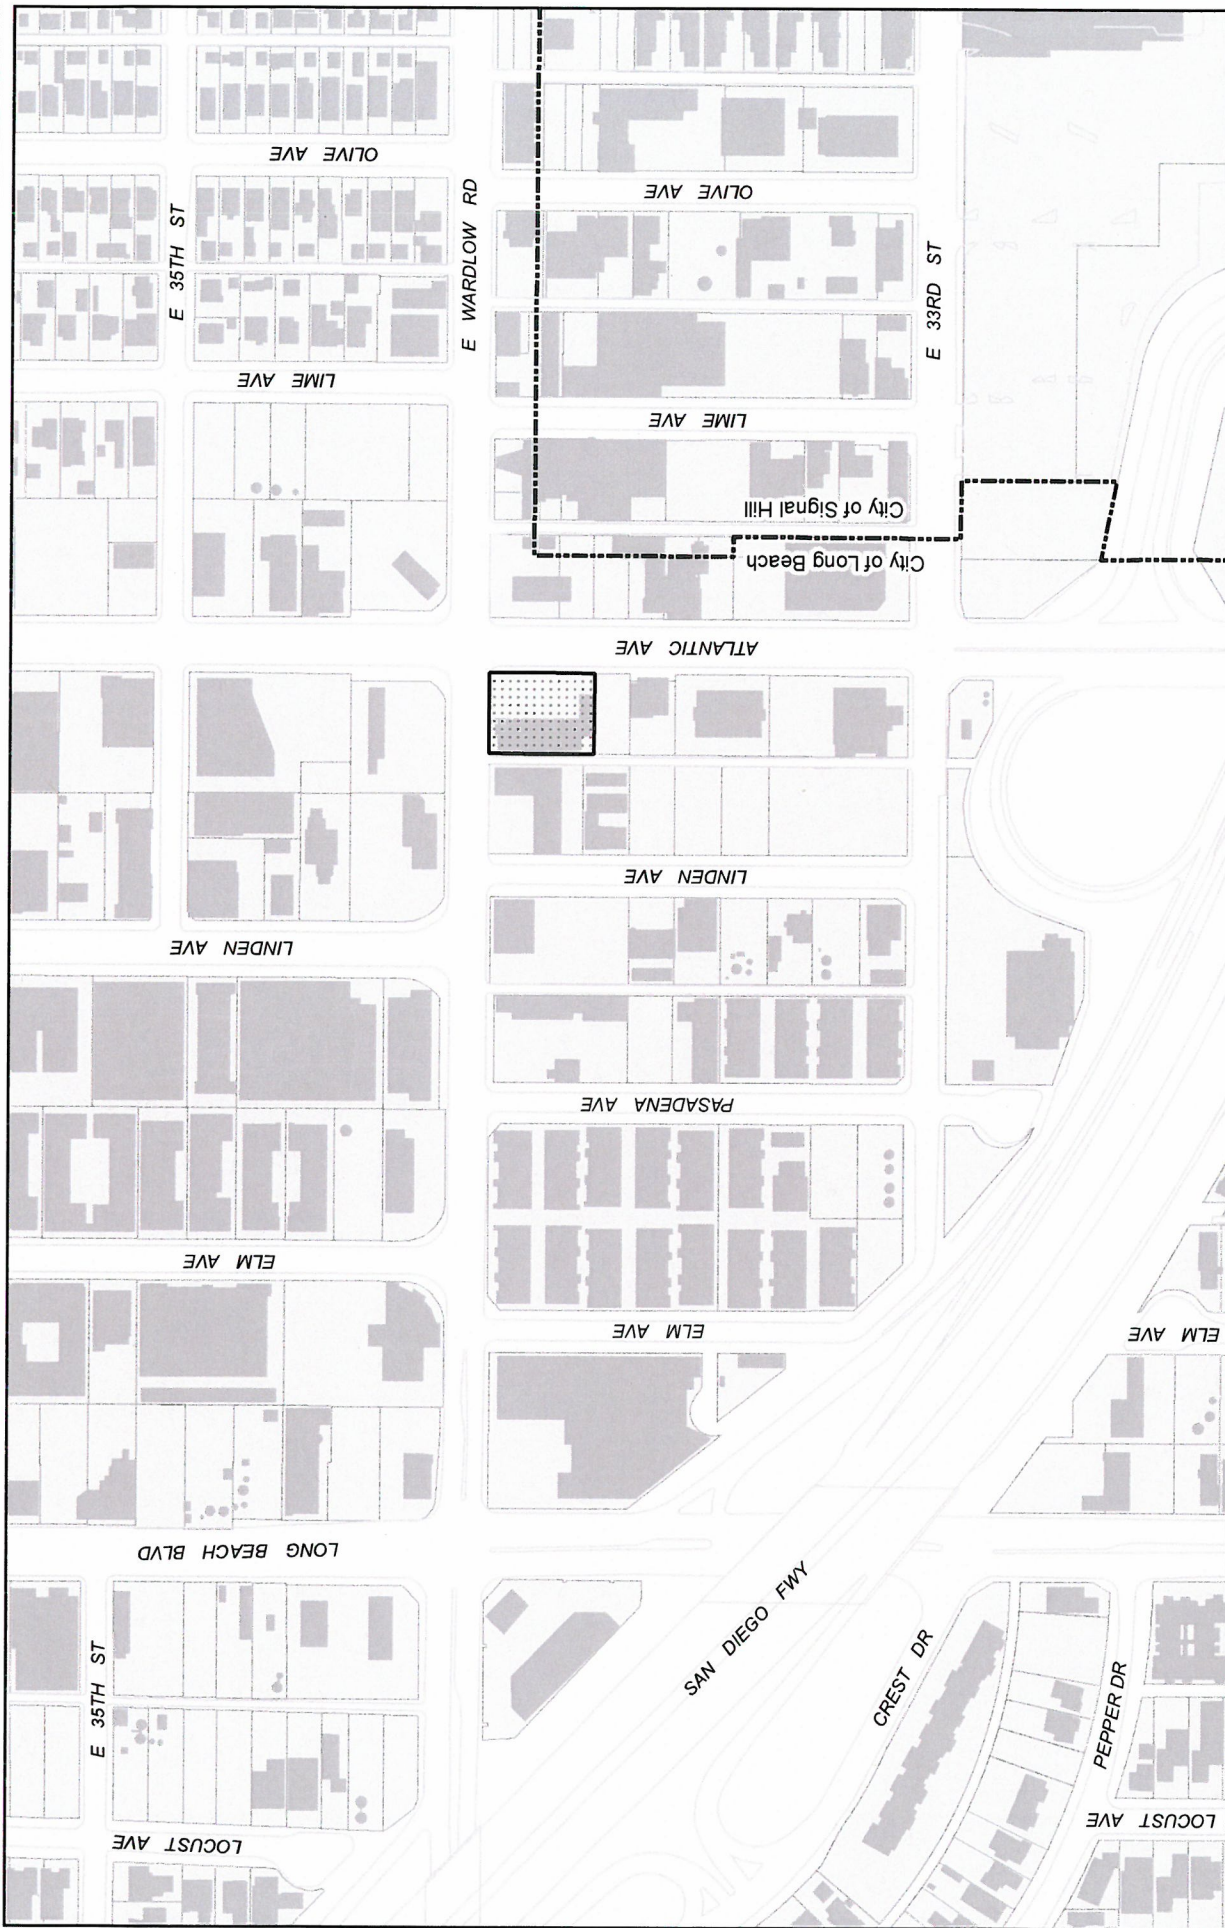 OLIVE AVE
OLIVE AVE
E 35TH ST
E WARDLOW RD
E 33RD ST
LIME AVE
LIME AVE
City of Signal Hill
City of Long Beach
ATLANTIC AVE
LINDEN AVE
LINDEN AVE
PASADENA AVE
ELM AVE
ELM AVE
ELM AVE
LONG BEACH BLVD
SAN DIEGO FWY
CREST DR
PEPPER DR
E 35TH ST
LOCUST AVE
LOCUST AVE